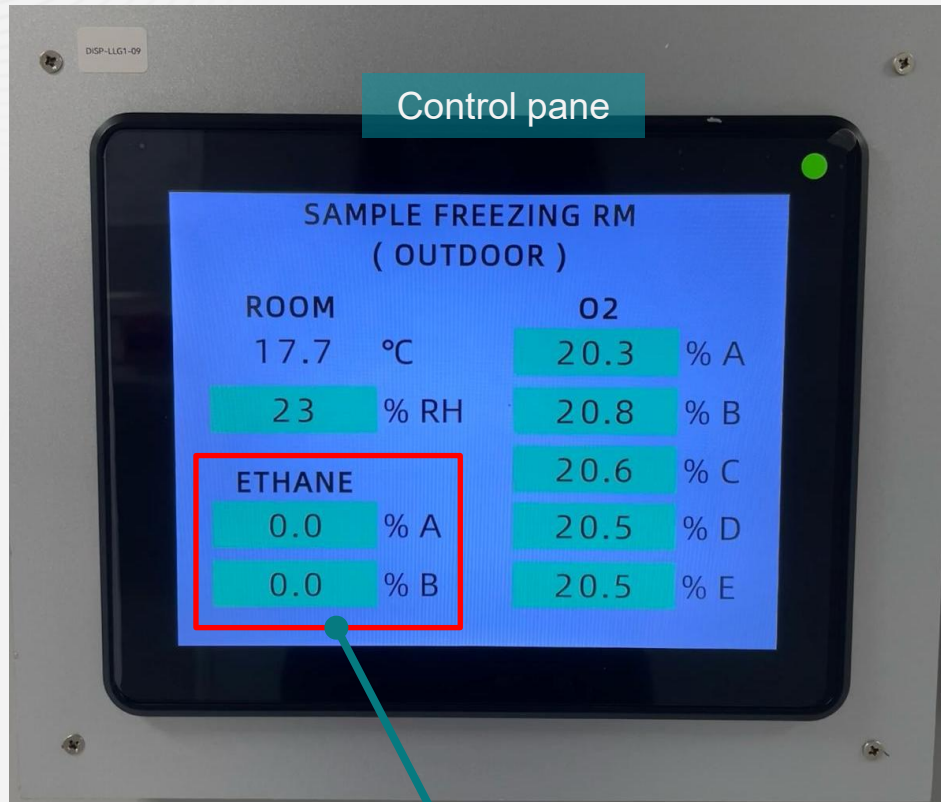 DISP-LLG1-09
Control pane
SAMPLE FREEZING RM
( OUTDOOR )
ROOM
17.7 °C
23 % RH
ETHANE
0.0 % A
0.0 % B
O2
20.3 % A
20.8 % B
20.6 % C
20.5 % D
20.5 % E